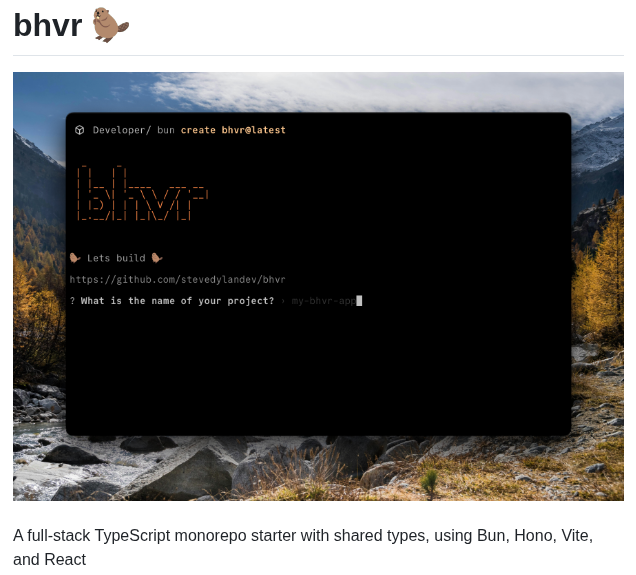 bhvr 🦫
Developer/ bun create bhvr@latest
bhvr
🦫 Lets build 🦫
https://github.com/stevedylandev/bhvr
? What is the name of your project? › my-bhvr-app
A full-stack TypeScript monorepo starter with shared types, using Bun, Hono, Vite,
and React